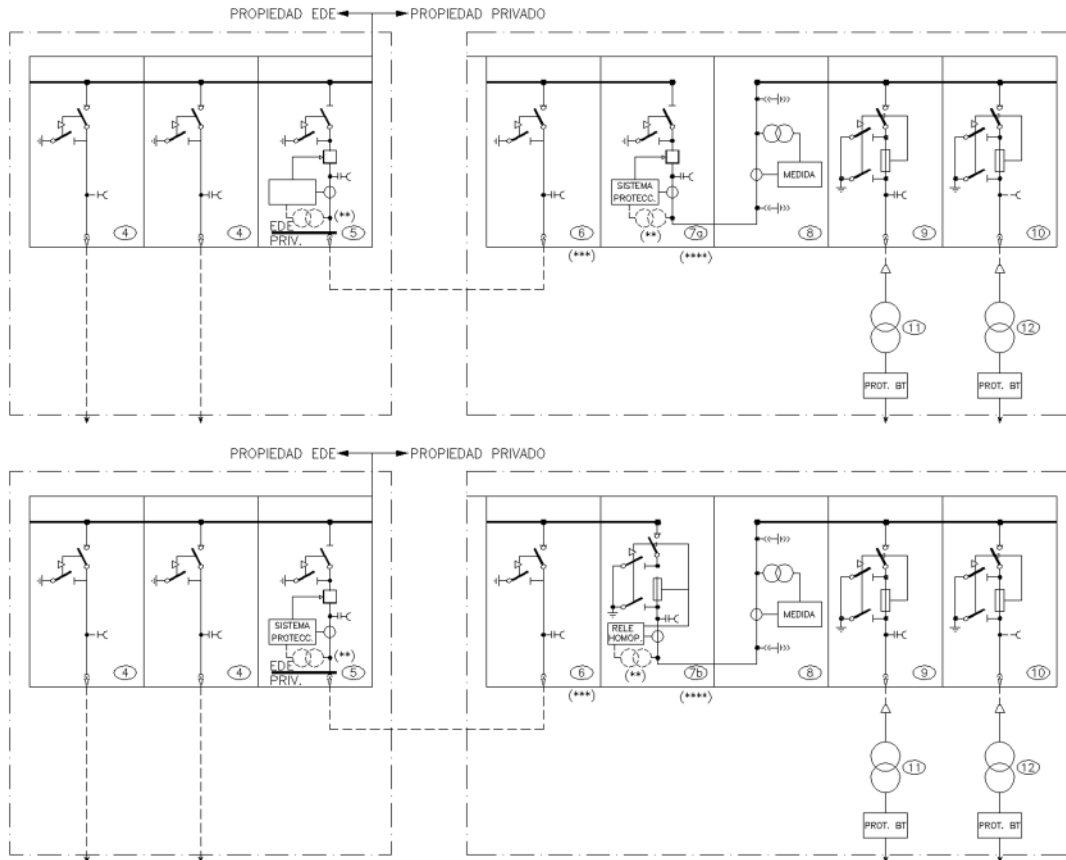 PROPIEDAD EDE PROPIEDAD PRIVADO
SISTEMA
PROTECC.
MEDIDA
(**)
EDE
PRIV.
(**)
4 4 5 6 7a 8 9 10
(***) (****)
11 12
PROT. BT PROT. BT
PROPIEDAD EDE PROPIEDAD PRIVADO
SISTEMA
PROTECC.
RELE
HOMOP.
MEDIDA
(**)
EDE
PRIV.
(**)
4 4 5 6 7b 8 9 10
(***) (****)
11 12
PROT. BT PROT. BT